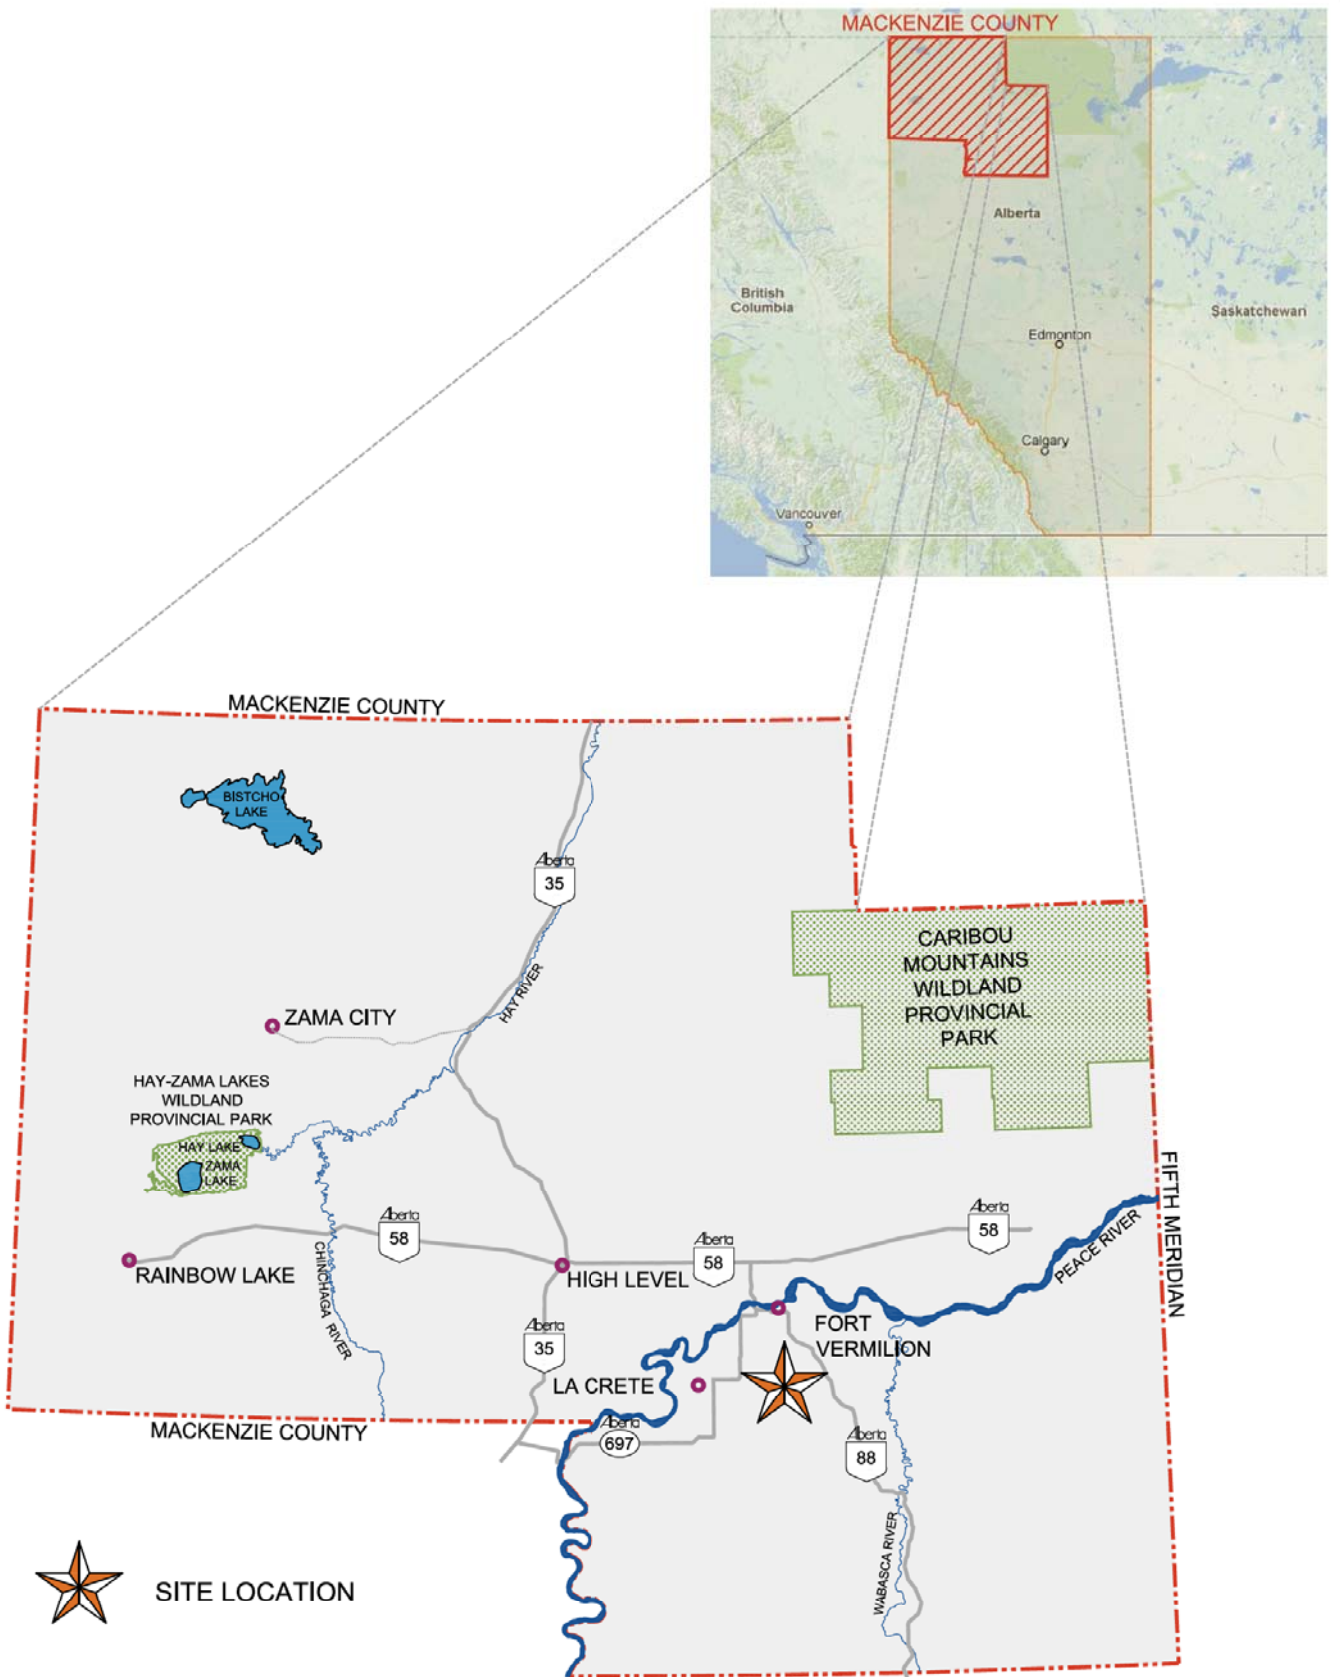 MACKENZIE COUNTY
Alberta
British
Columbia
Saskatchewan
Edmonton
Calgary
Vancouver
MACKENZIE COUNTY
BISTCHO
LAKE
Alberta
35
HAY RIVER
CARIBOU
MOUNTAINS
WILDLAND
PROVINCIAL
PARK
ZAMA CITY
HAY-ZAMA LAKES
WILDLAND
PROVINCIAL PARK
HAY LAKE
ZAMA
LAKE
FIFTH MERIDIAN
Alberta
58
Alberta
58
Alberta
58
PEACE RIVER
RAINBOW LAKE
CHINCHAGA RIVER
HIGH LEVEL
FORT
VERMILION
Alberta
35
LA CRETE
MACKENZIE COUNTY
Alberta
697
Alberta
88
WABASCA RIVER
SITE LOCATION